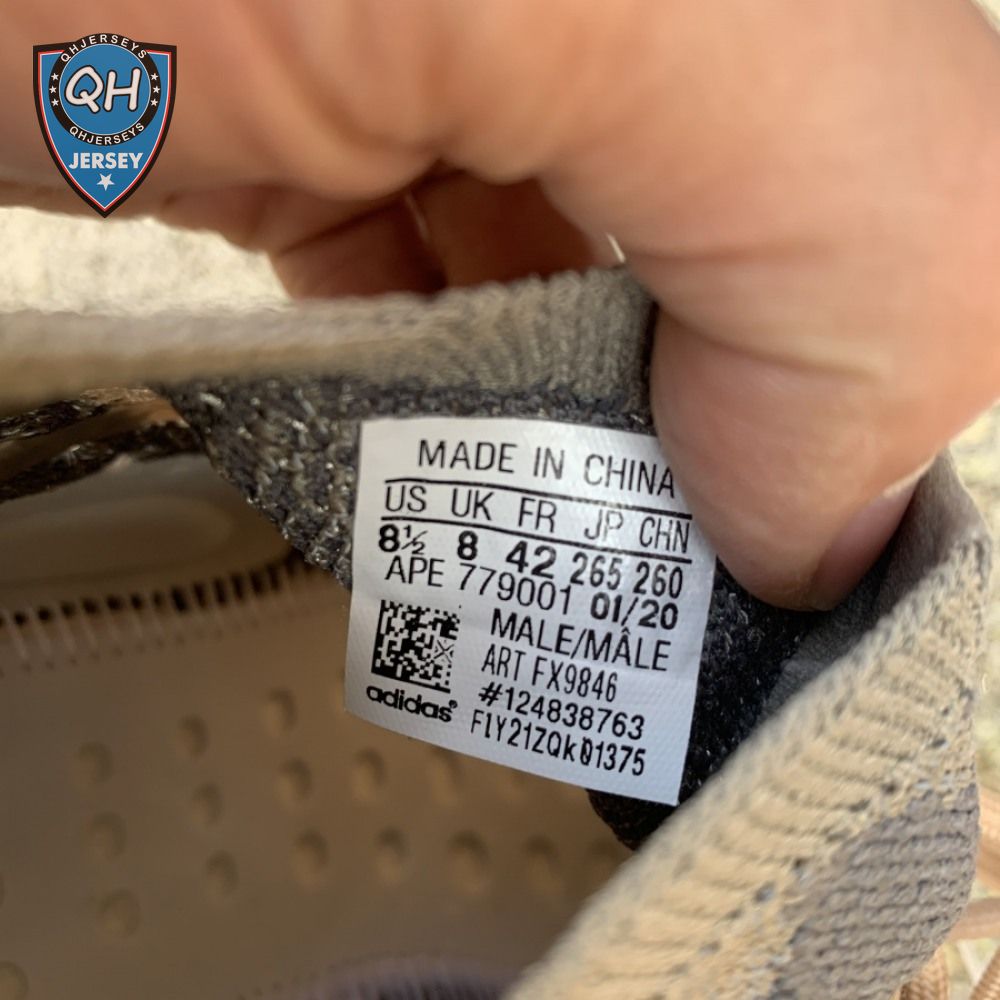 QHJERSEYS
QH
QHJERSEYS
JERSEY
MADE IN CHINA
US UK FR JP CHN
8½ 8 42 265 260
APE 779001 01/20
MALE/MÂLE
ART FX9846
#124838763
adidas®